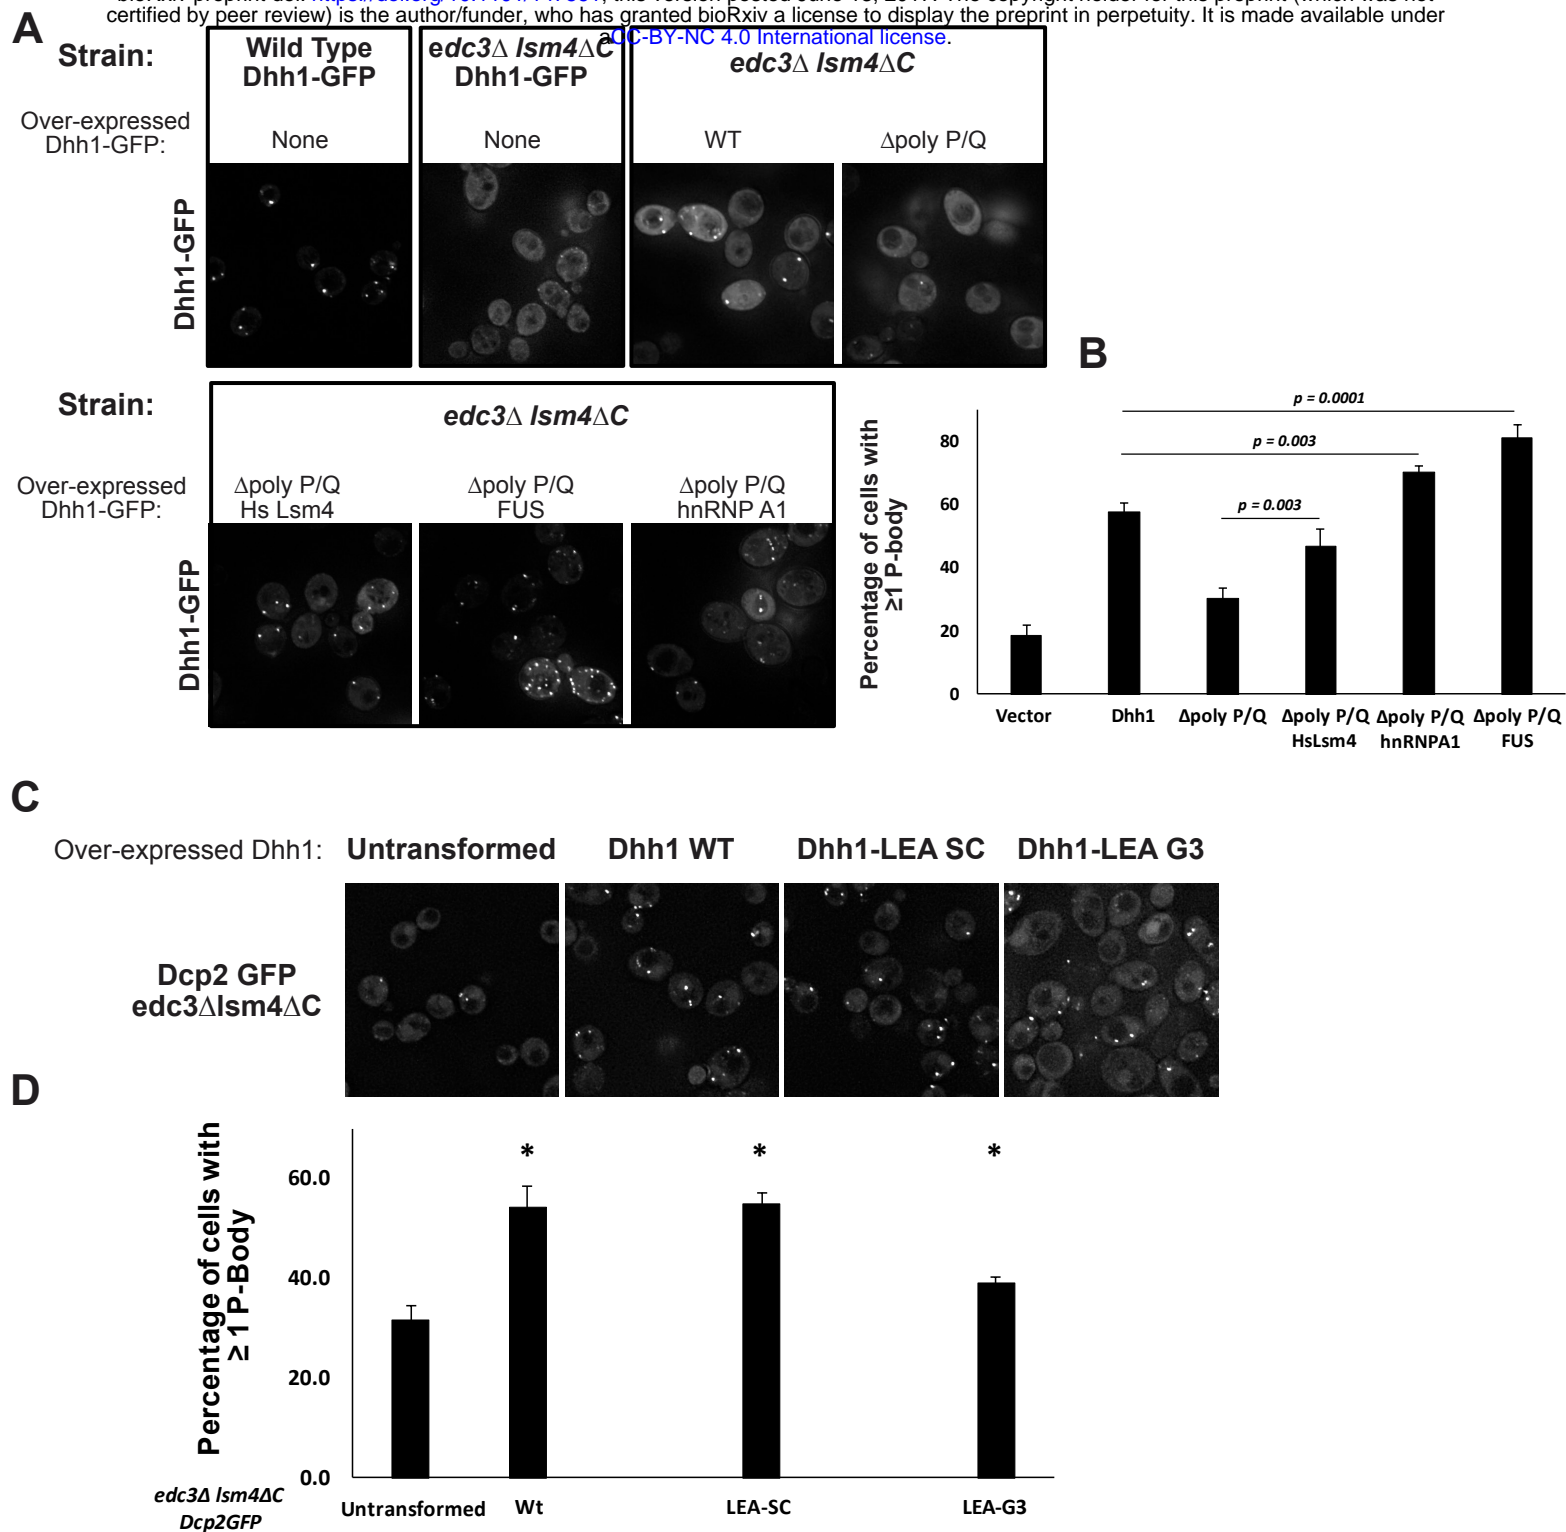 certified by peer review) is the author/funder, who has granted bioRxiv a license to display the preprint in perpetuity. It is made available under
aCC-BY-NC 4.0 International license.
A
Strain:
Wild Type
Dhh1-GFP
edc3Δ lsm4ΔC
Dhh1-GFP
edc3Δ lsm4ΔC
Over-expressed
Dhh1-GFP:
None
None
WT
Δpoly P/Q
Dhh1-GFP
Strain:
edc3Δ lsm4ΔC
Over-expressed
Dhh1-GFP:
Δpoly P/Q
Hs Lsm4
Δpoly P/Q
FUS
Δpoly P/Q
hnRNP A1
Dhh1-GFP
B
Percentage of cells with
≥1 P-body
80
60
40
20
0
p = 0.0001
p = 0.003
p = 0.003
Vector
Dhh1
Δpoly P/Q
Δpoly P/Q
HsLsm4
Δpoly P/Q
hnRNPA1
Δpoly P/Q
FUS
C
Over-expressed Dhh1:
Untransformed
Dhh1 WT
Dhh1-LEA SC
Dhh1-LEA G3
Dcp2 GFP
edc3Δlsm4ΔC
D
Percentage of cells with
≥ 1 P-Body
60.0
40.0
20.0
0.0
*
*
*
edc3Δ lsm4ΔC
Dcp2GFP
Untransformed
Wt
LEA-SC
LEA-G3